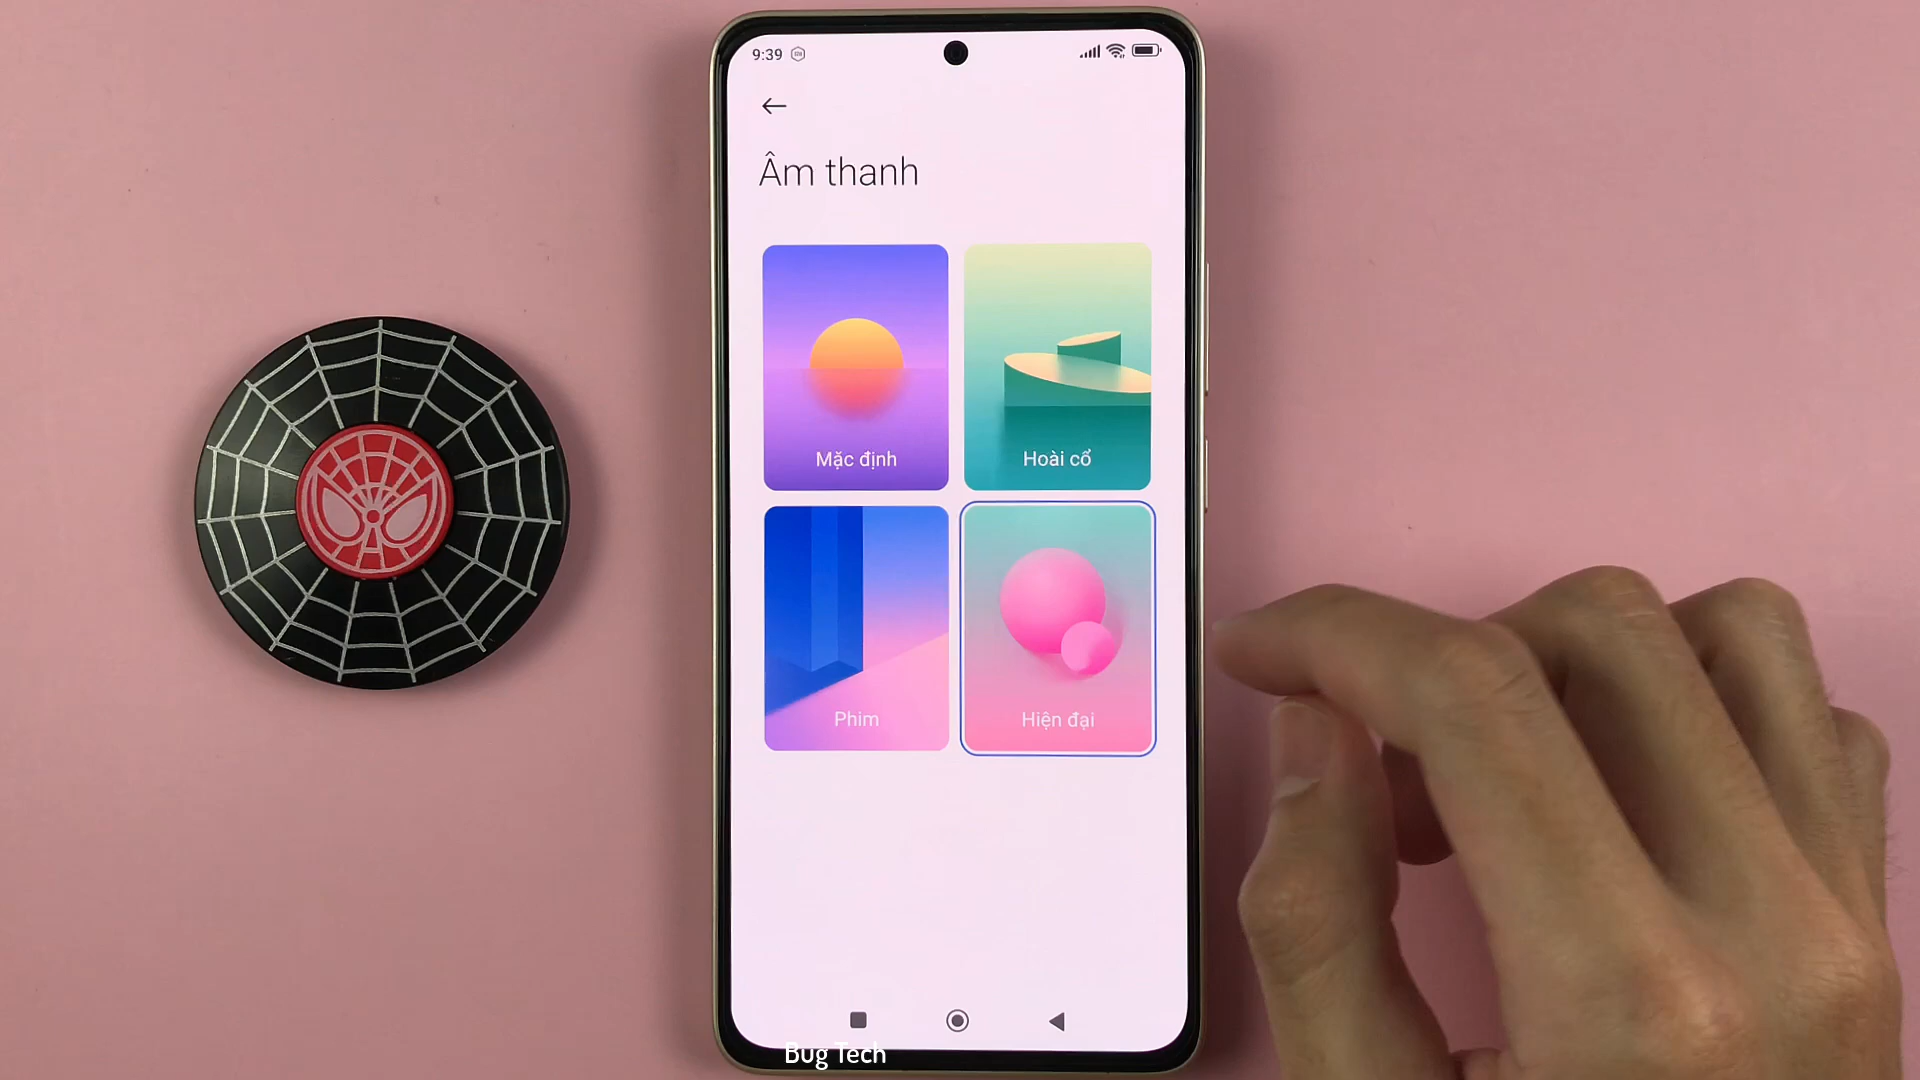 9:39
Âm thanh
Mặc định
Hoài cổ
Phim
Hiện đại
Bug Tech